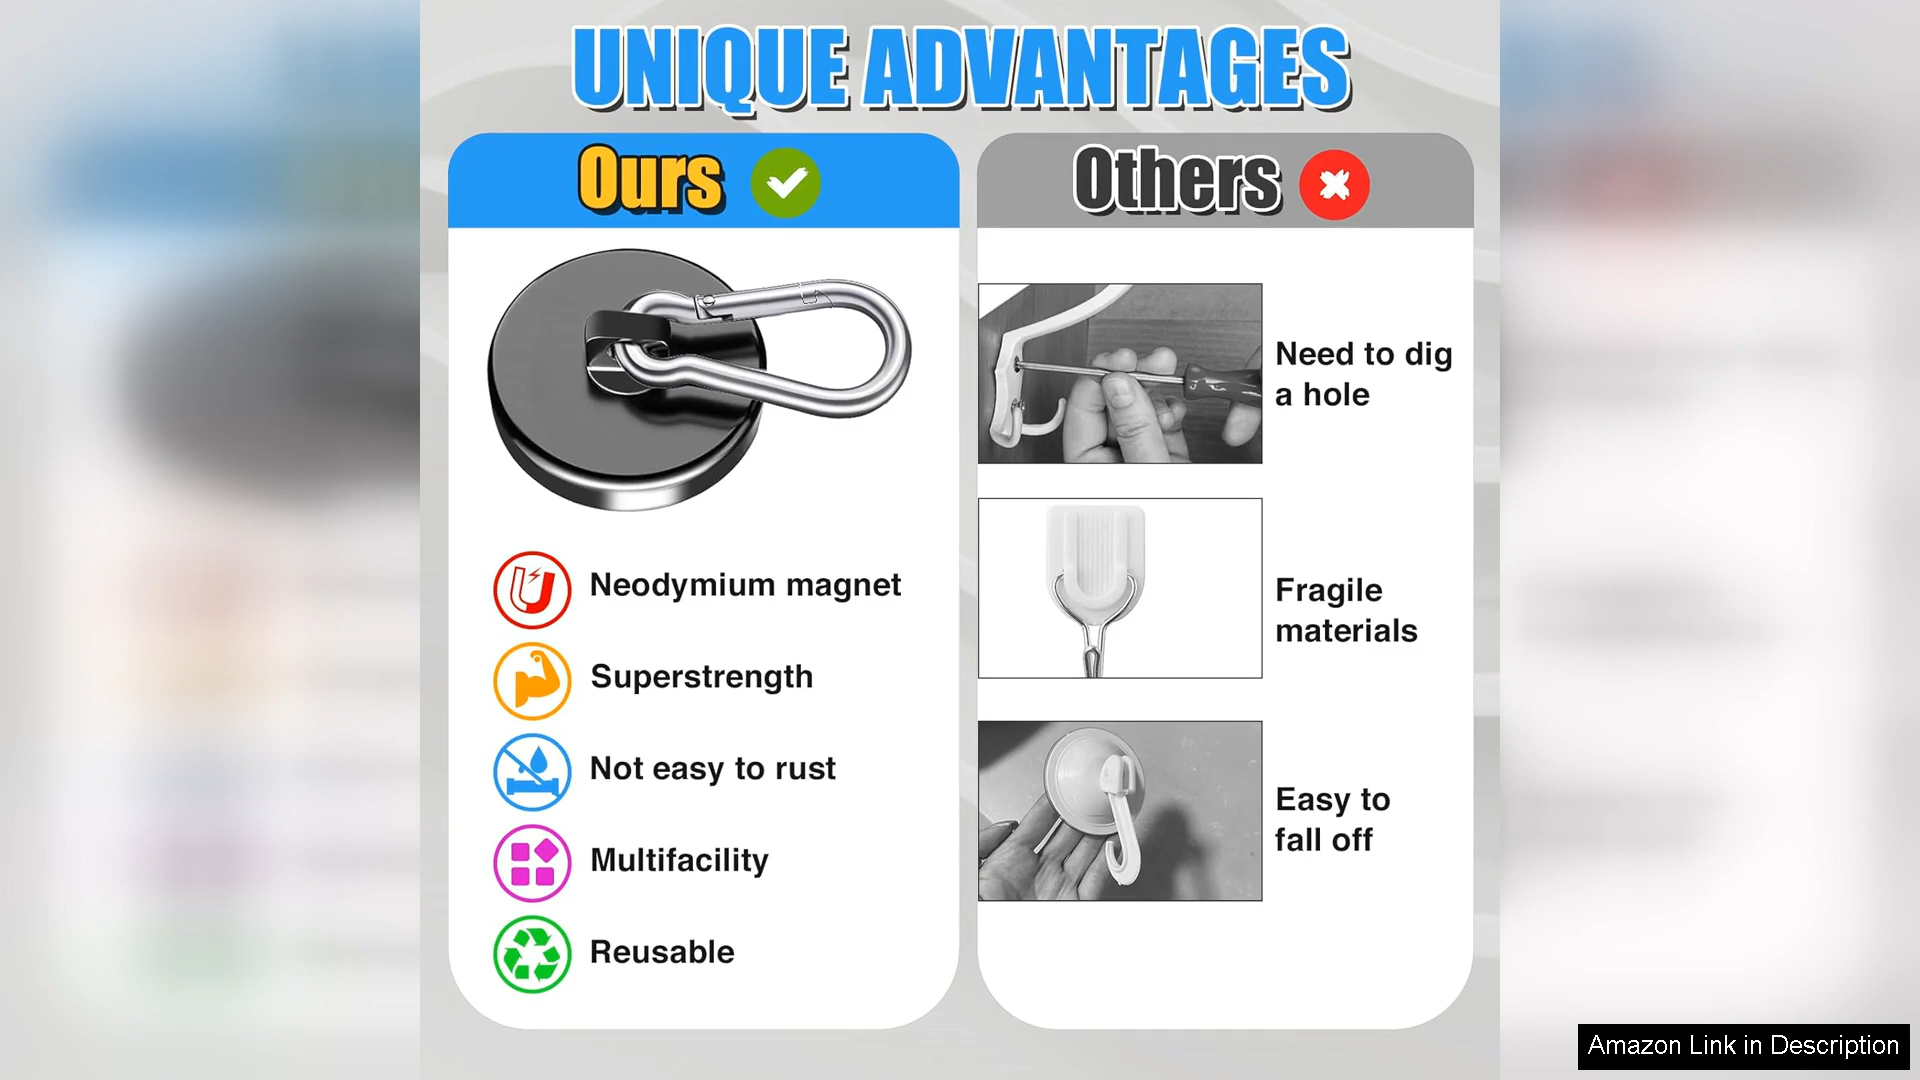 UNIQUE ADVANTAGES
Ours
Neodymium magnet
Superstrength
Not easy to rust
Multifacility
Reusable
Others
Need to dig
a hole
Fragile
materials
Easy to
fall off
Amazon Link in Description